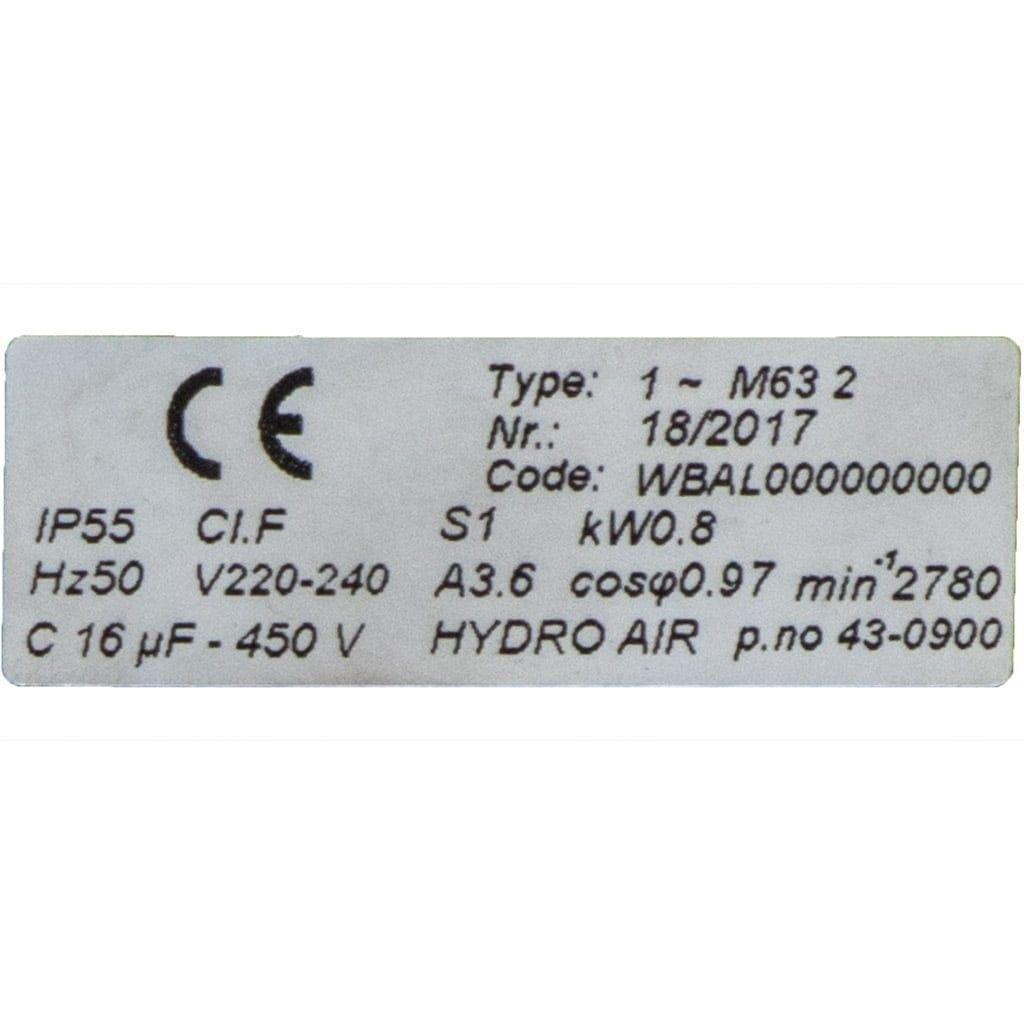 CE
Type: 1 ~ M63 2
Nr.: 18/2017
Code: WBAL000000000
IP55 Cl.F S1 kW0.8
Hz50 V220-240 A3.6 cosφ0.97 min⁻¹2780
C 16 µF - 450 V HYDRO AIR p.no 43-0900